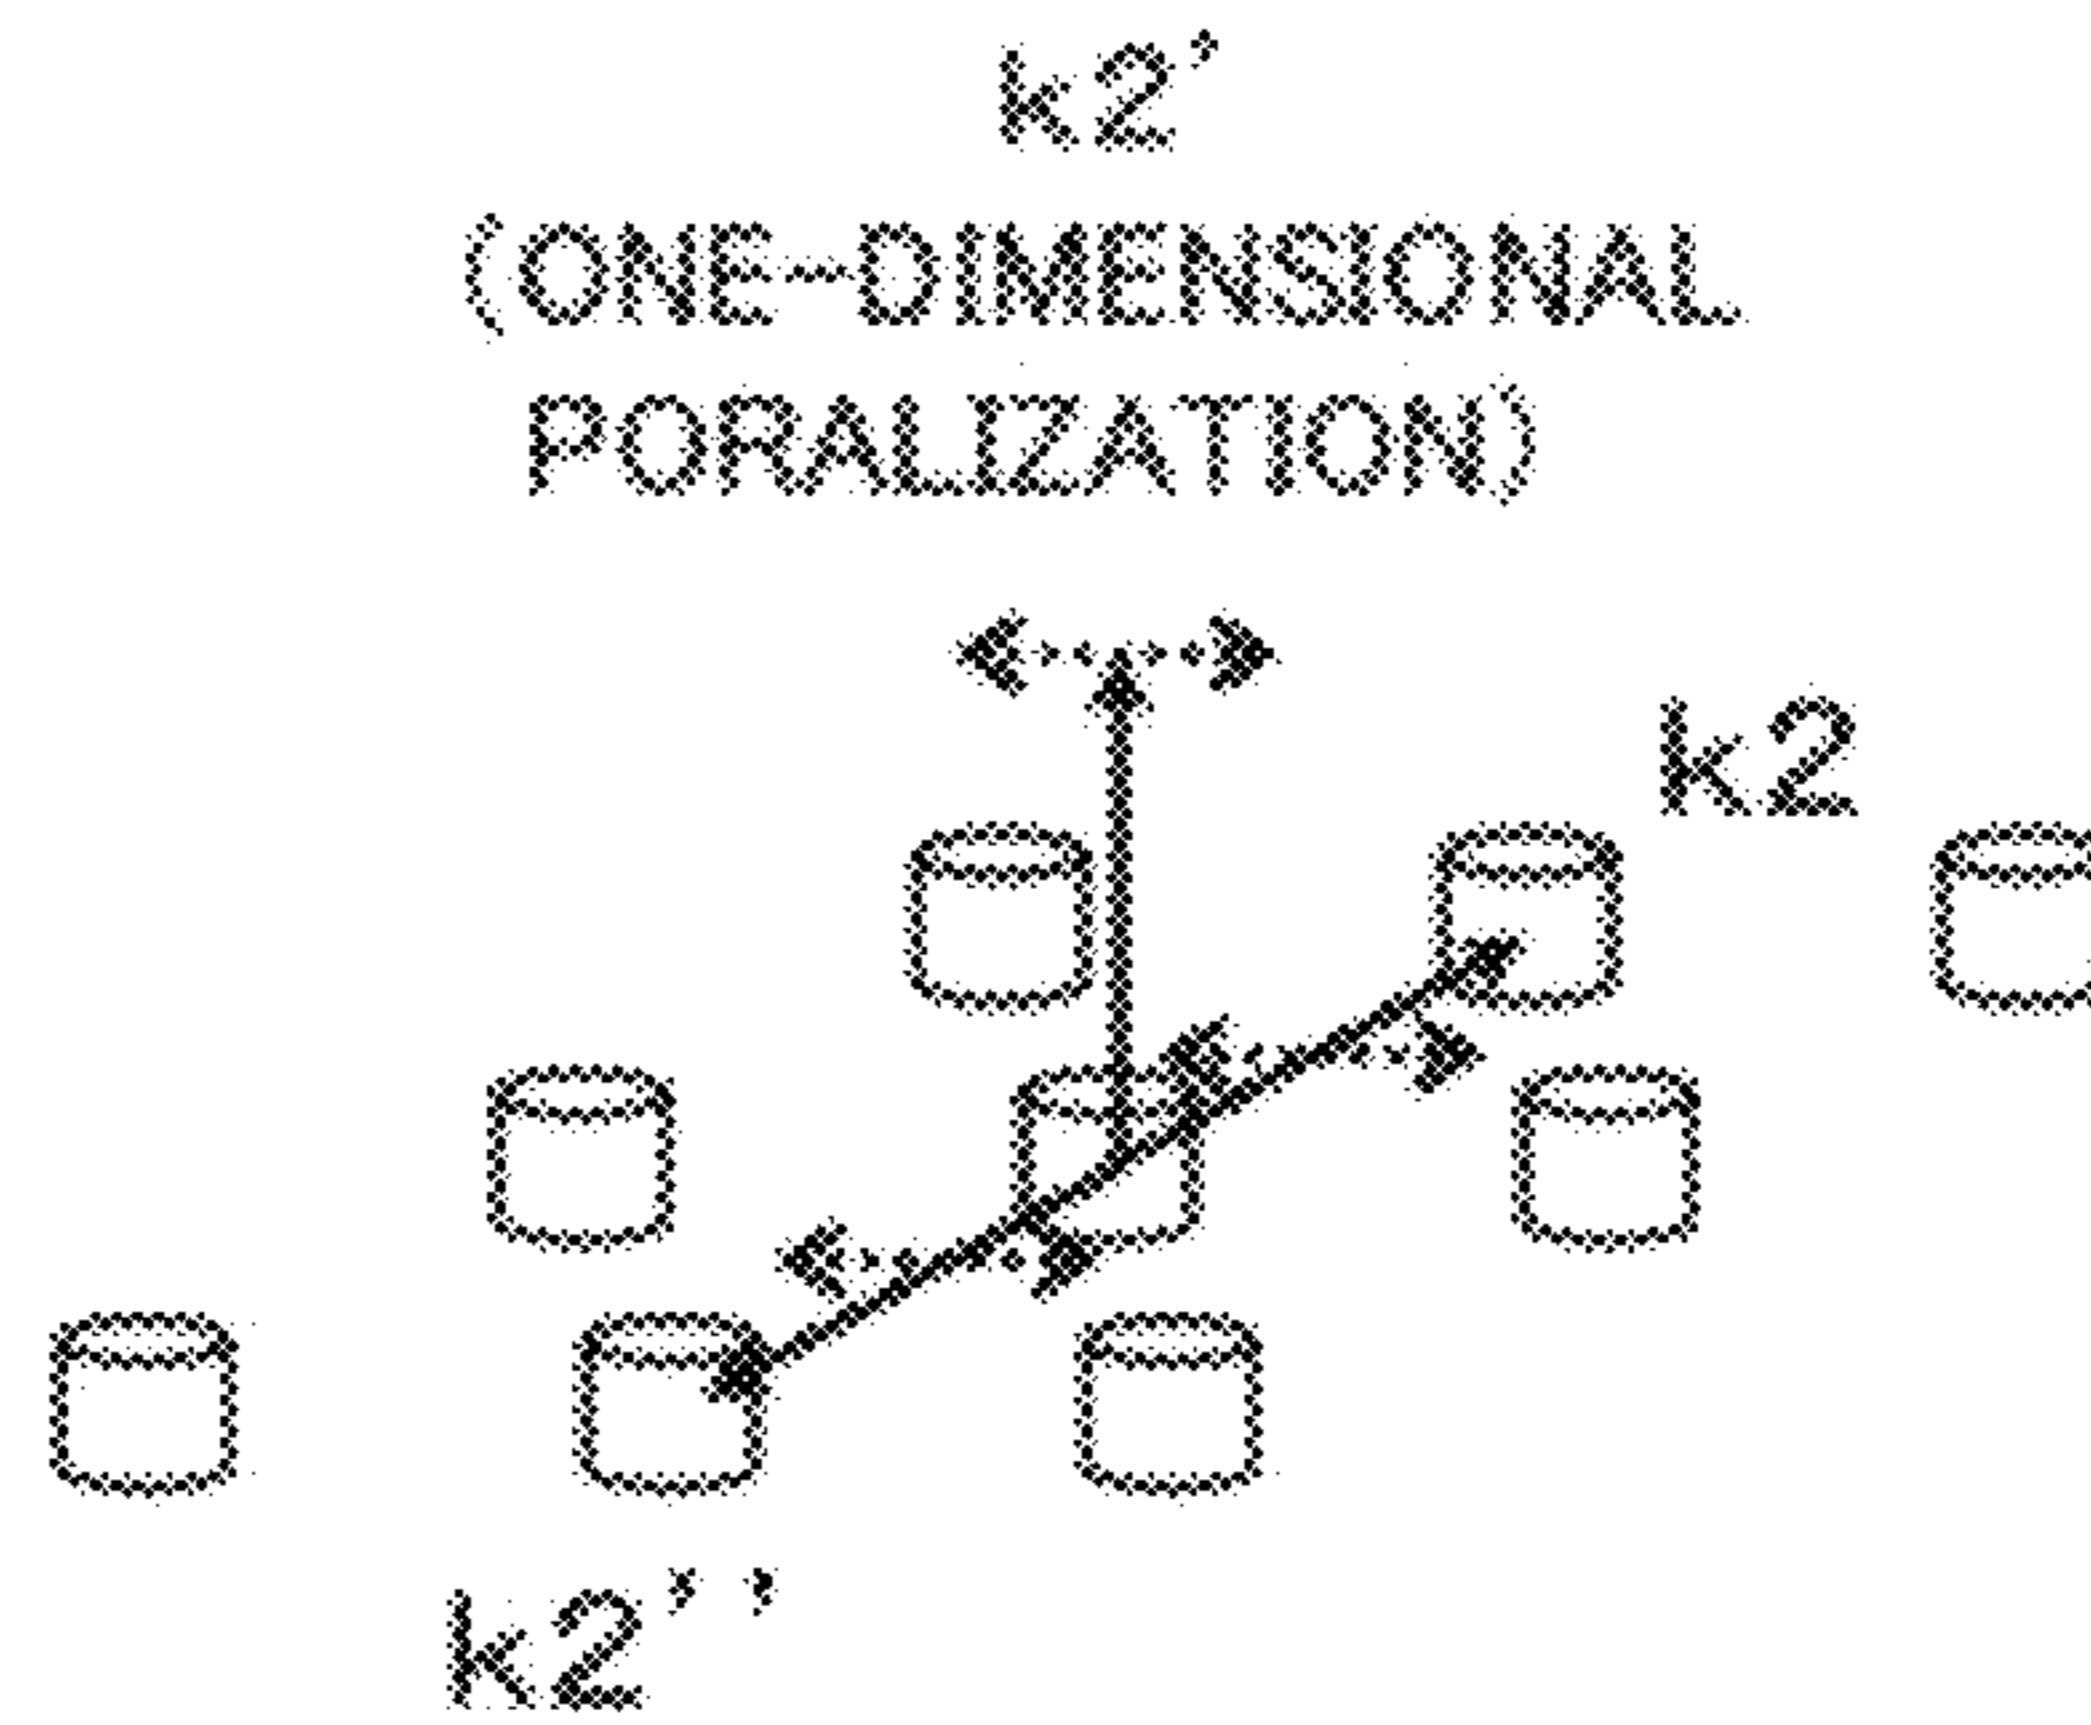 k2’
(ONE-DIMENSIONAL
PORALIZATION)
k2
k2’’